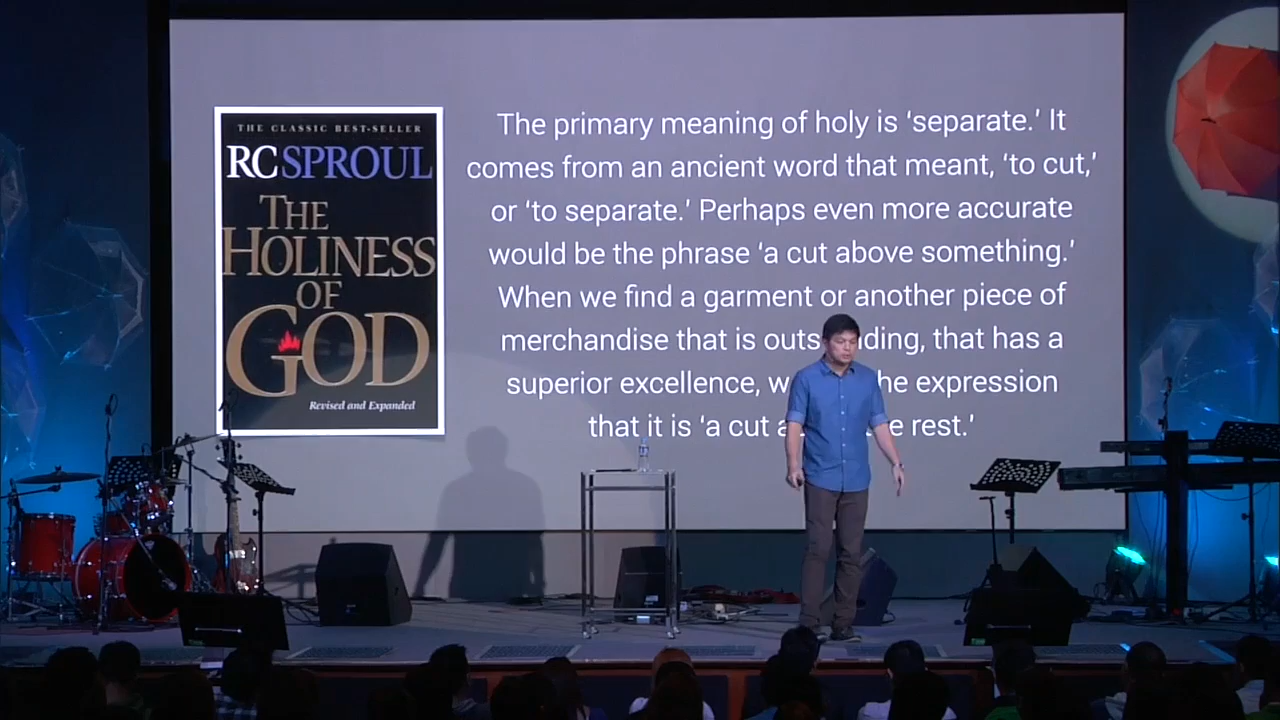 THE CLASSIC BEST-SELLER
RC SPROUL
THE
HOLINESS
OF
GOD
Revised and Expanded
The primary meaning of holy is ‘separate.’ It
comes from an ancient word that meant, ‘to cut,’
or ‘to separate.’ Perhaps even more accurate
would be the phrase ‘a cut above something.’
When we find a garment or another piece of
merchandise that is outs ding, that has a
superior excellence, w he expression
that it is ‘a cut a e rest.’